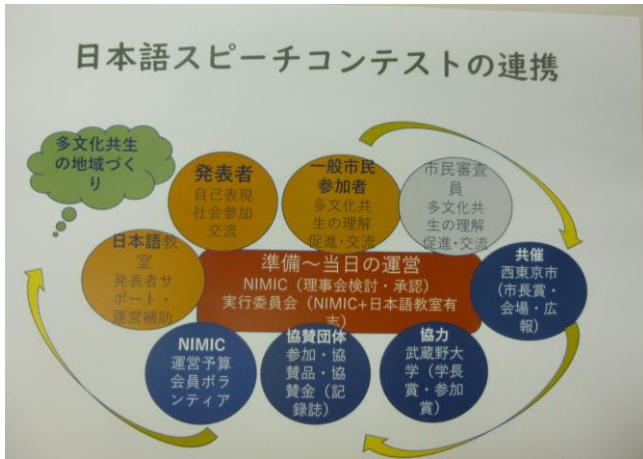 日本語スピーチコンテストの連携
多文化共生
の地域づく
り
発表者
自己表現
社会参加
交流
一般市民
参加者
多文化共
生の理解
促進・交流
市民審査
員
多文化共
生の理解
促進・交流
日本語教
室
発表者サ
ポート・
運営補助
準備～当日の運営
NIMIC（理事会検討・承認）
実行委員会（NIMIC+日本語教室有
志）
共催
西東京市
（市長賞・
会場・広
報）
NIMIC
運営予算
会員ボラ
ンティア
協賛団体
参加・協
賛品・協
賛金（記
録誌）
協力
武蔵野大
学（学長
賞・参加
賞）